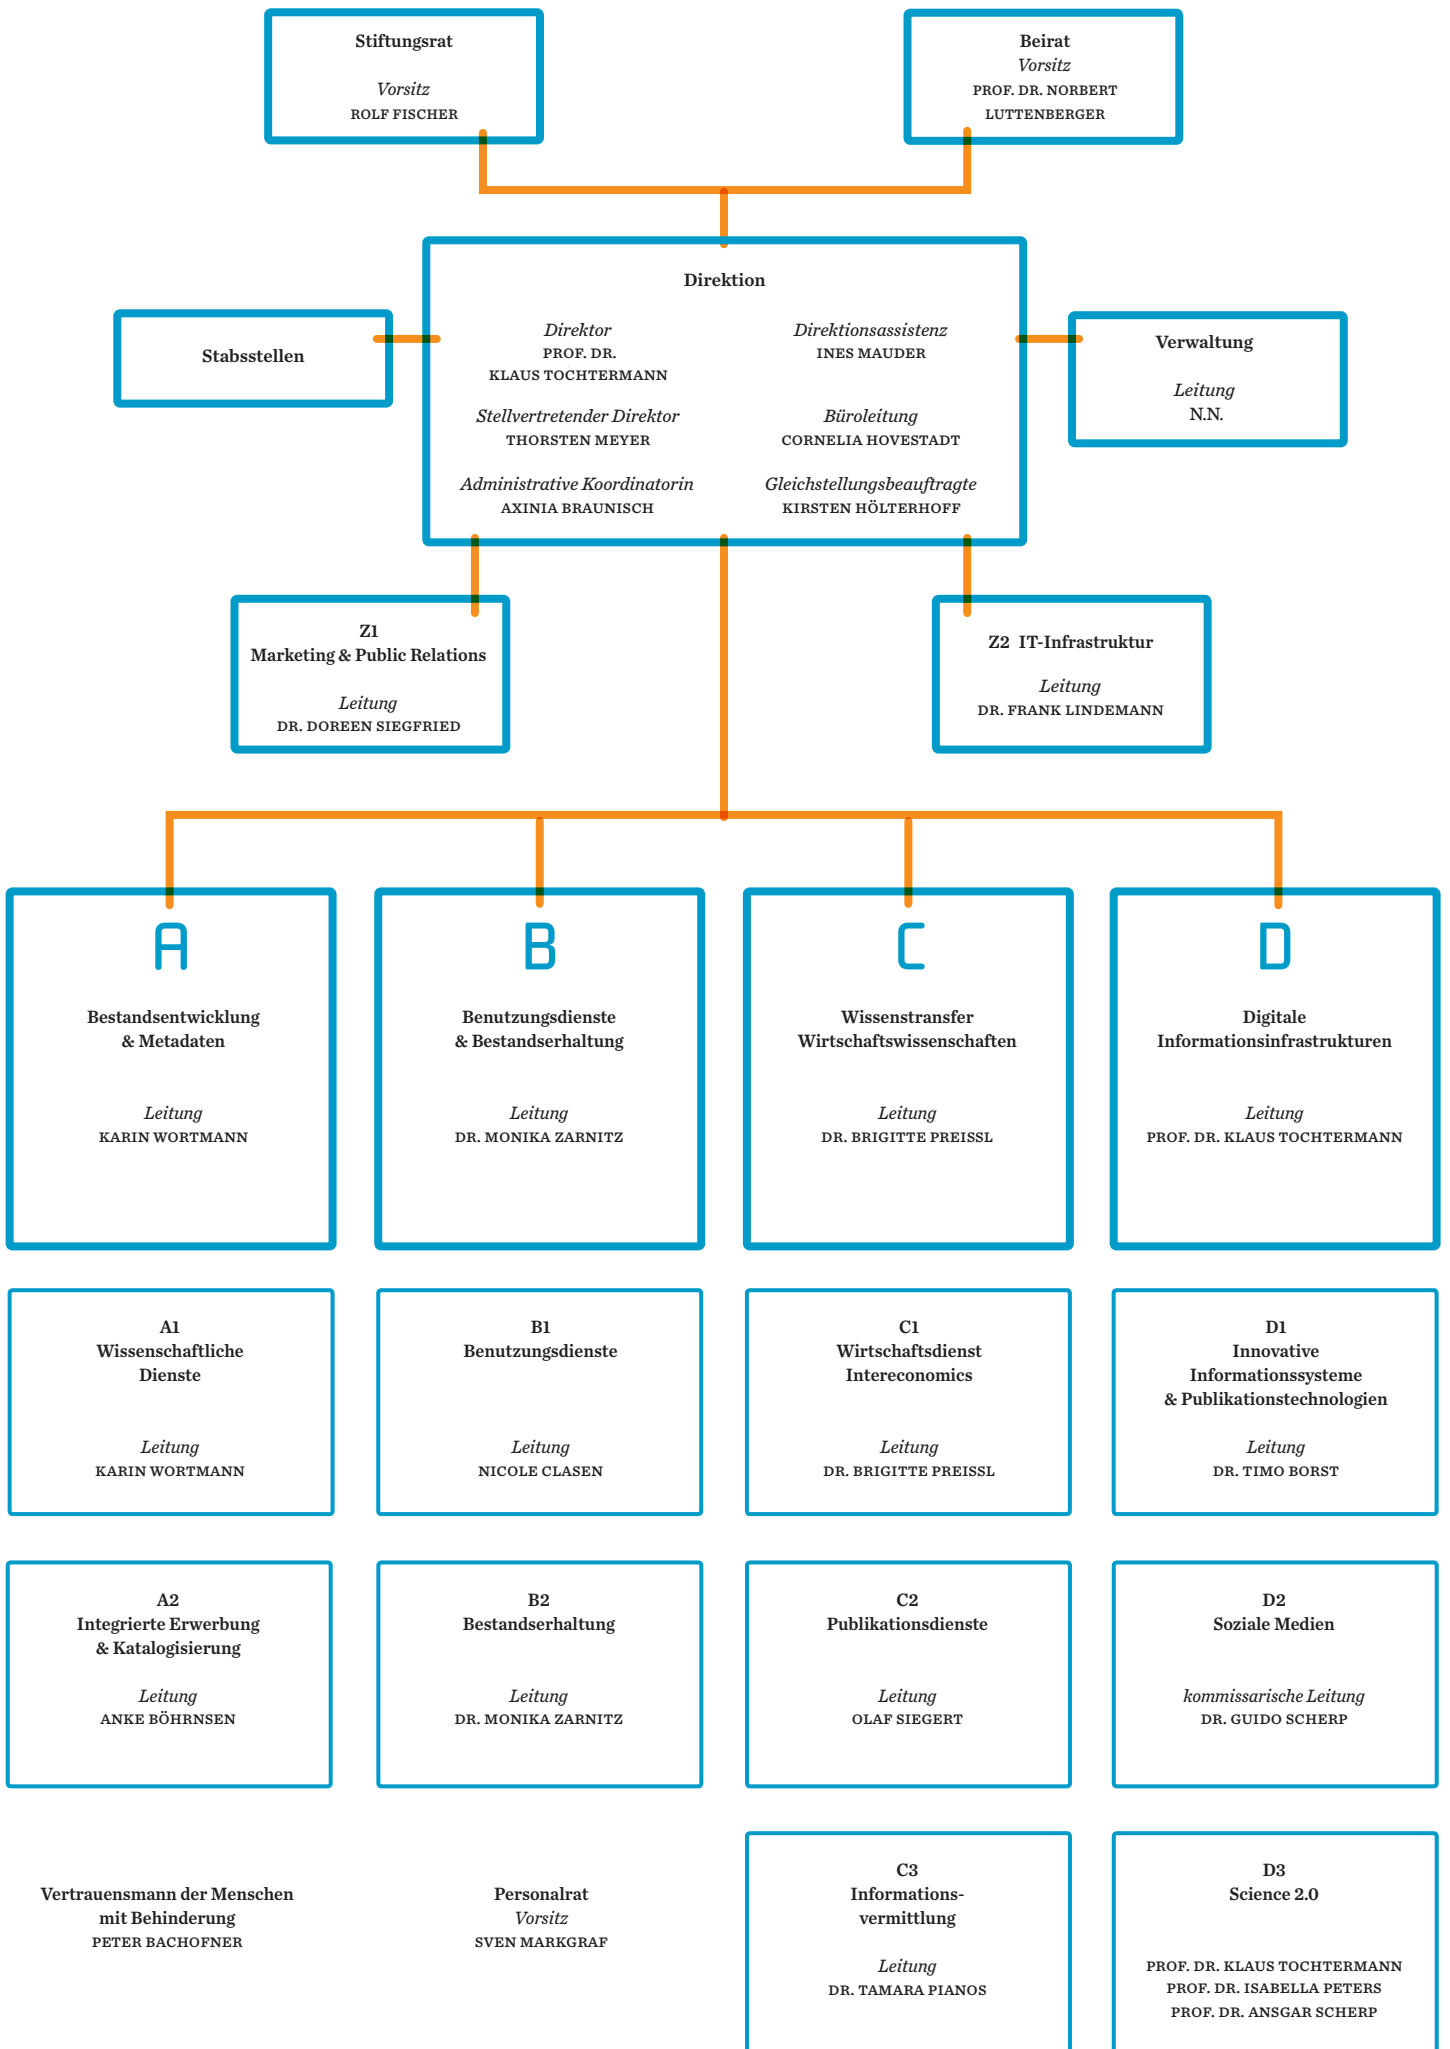 Stiftungsrat
Vorsitz
ROLF FISCHER
Beirat
Vorsitz
PROF. DR. NORBERT
LUTTENBERGER
Direktion
Direktor
PROF. DR.
KLAUS TOCHTERMANN
Direktionsassistenz
INES MAUDER
Stellvertretender Direktor
THORSTEN MEYER
Büroleitung
CORNELIA HOVESTADT
Administrative Koordinatorin
AXINIA BRAUNISCH
Gleichstellungsbeauftragte
KIRSTEN HÖLTERHOFF
Stabsstellen
Verwaltung
Leitung
N.N.
Z1
Marketing & Public Relations
Leitung
DR. DOREEN SIEGFRIED
Z2 IT-Infrastruktur
Leitung
DR. FRANK LINDEMANN
A
Bestandsentwicklung
& Metadaten
Leitung
KARIN WORTMANN
B
Benutzungsdienste
& Bestandserhaltung
Leitung
DR. MONIKA ZARNITZ
C
Wissenstransfer
Wirtschaftswissenschaften
Leitung
DR. BRIGITTE PREISSL
D
Digitale
Informationsinfrastrukturen
Leitung
PROF. DR. KLAUS TOCHTERMANN
A1
Wissenschaftliche
Dienste
Leitung
KARIN WORTMANN
B1
Benutzungsdienste
Leitung
NICOLE CLASEN
C1
Wirtschaftsdienst
Intereconomics
Leitung
DR. BRIGITTE PREISSL
D1
Innovative
Informationssysteme
& Publikationstechnologien
Leitung
DR. TIMO BORST
A2
Integrierte Erwerbung
& Katalogisierung
Leitung
ANKE BÖHRNSEN
B2
Bestandserhaltung
Leitung
DR. MONIKA ZARNITZ
C2
Publikationsdienste
Leitung
OLAF SIEGERT
D2
Soziale Medien
kommissarische Leitung
DR. GUIDO SCHERP
Vertrauensmann der Menschen
mit Behinderung
PETER BACHOFNER
Personalrat
Vorsitz
SVEN MARKGRAF
C3
Informations-
vermittlung
Leitung
DR. TAMARA PIANOS
D3
Science 2.0
PROF. DR. KLAUS TOCHTERMANN
PROF. DR. ISABELLA PETERS
PROF. DR. ANSGAR SCHERP